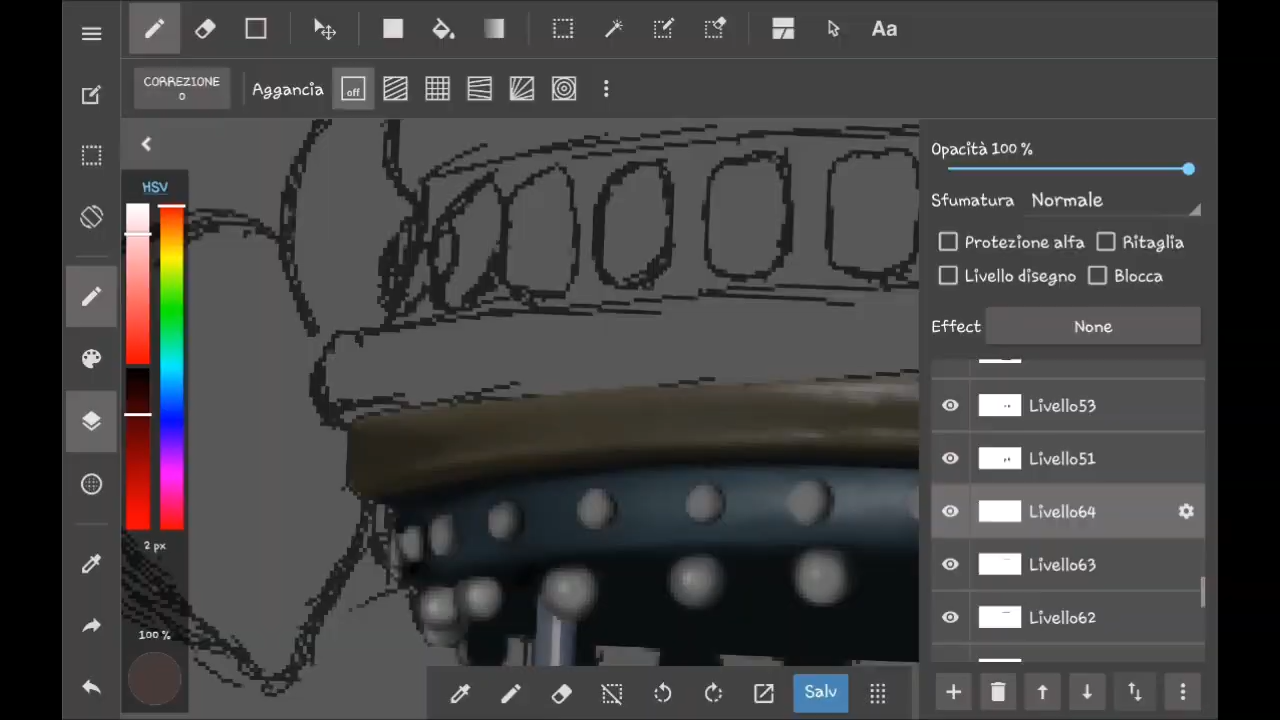 Aa
CORREZIONE
0
Aggancia
off
HSV
2 px
100 %
Opacità 100 %
Sfumatura Normale
Protezione alfa
Ritaglia
Livello disegno
Blocca
Effect None
Livello53
Livello51
Livello64
Livello63
Livello62
Salv